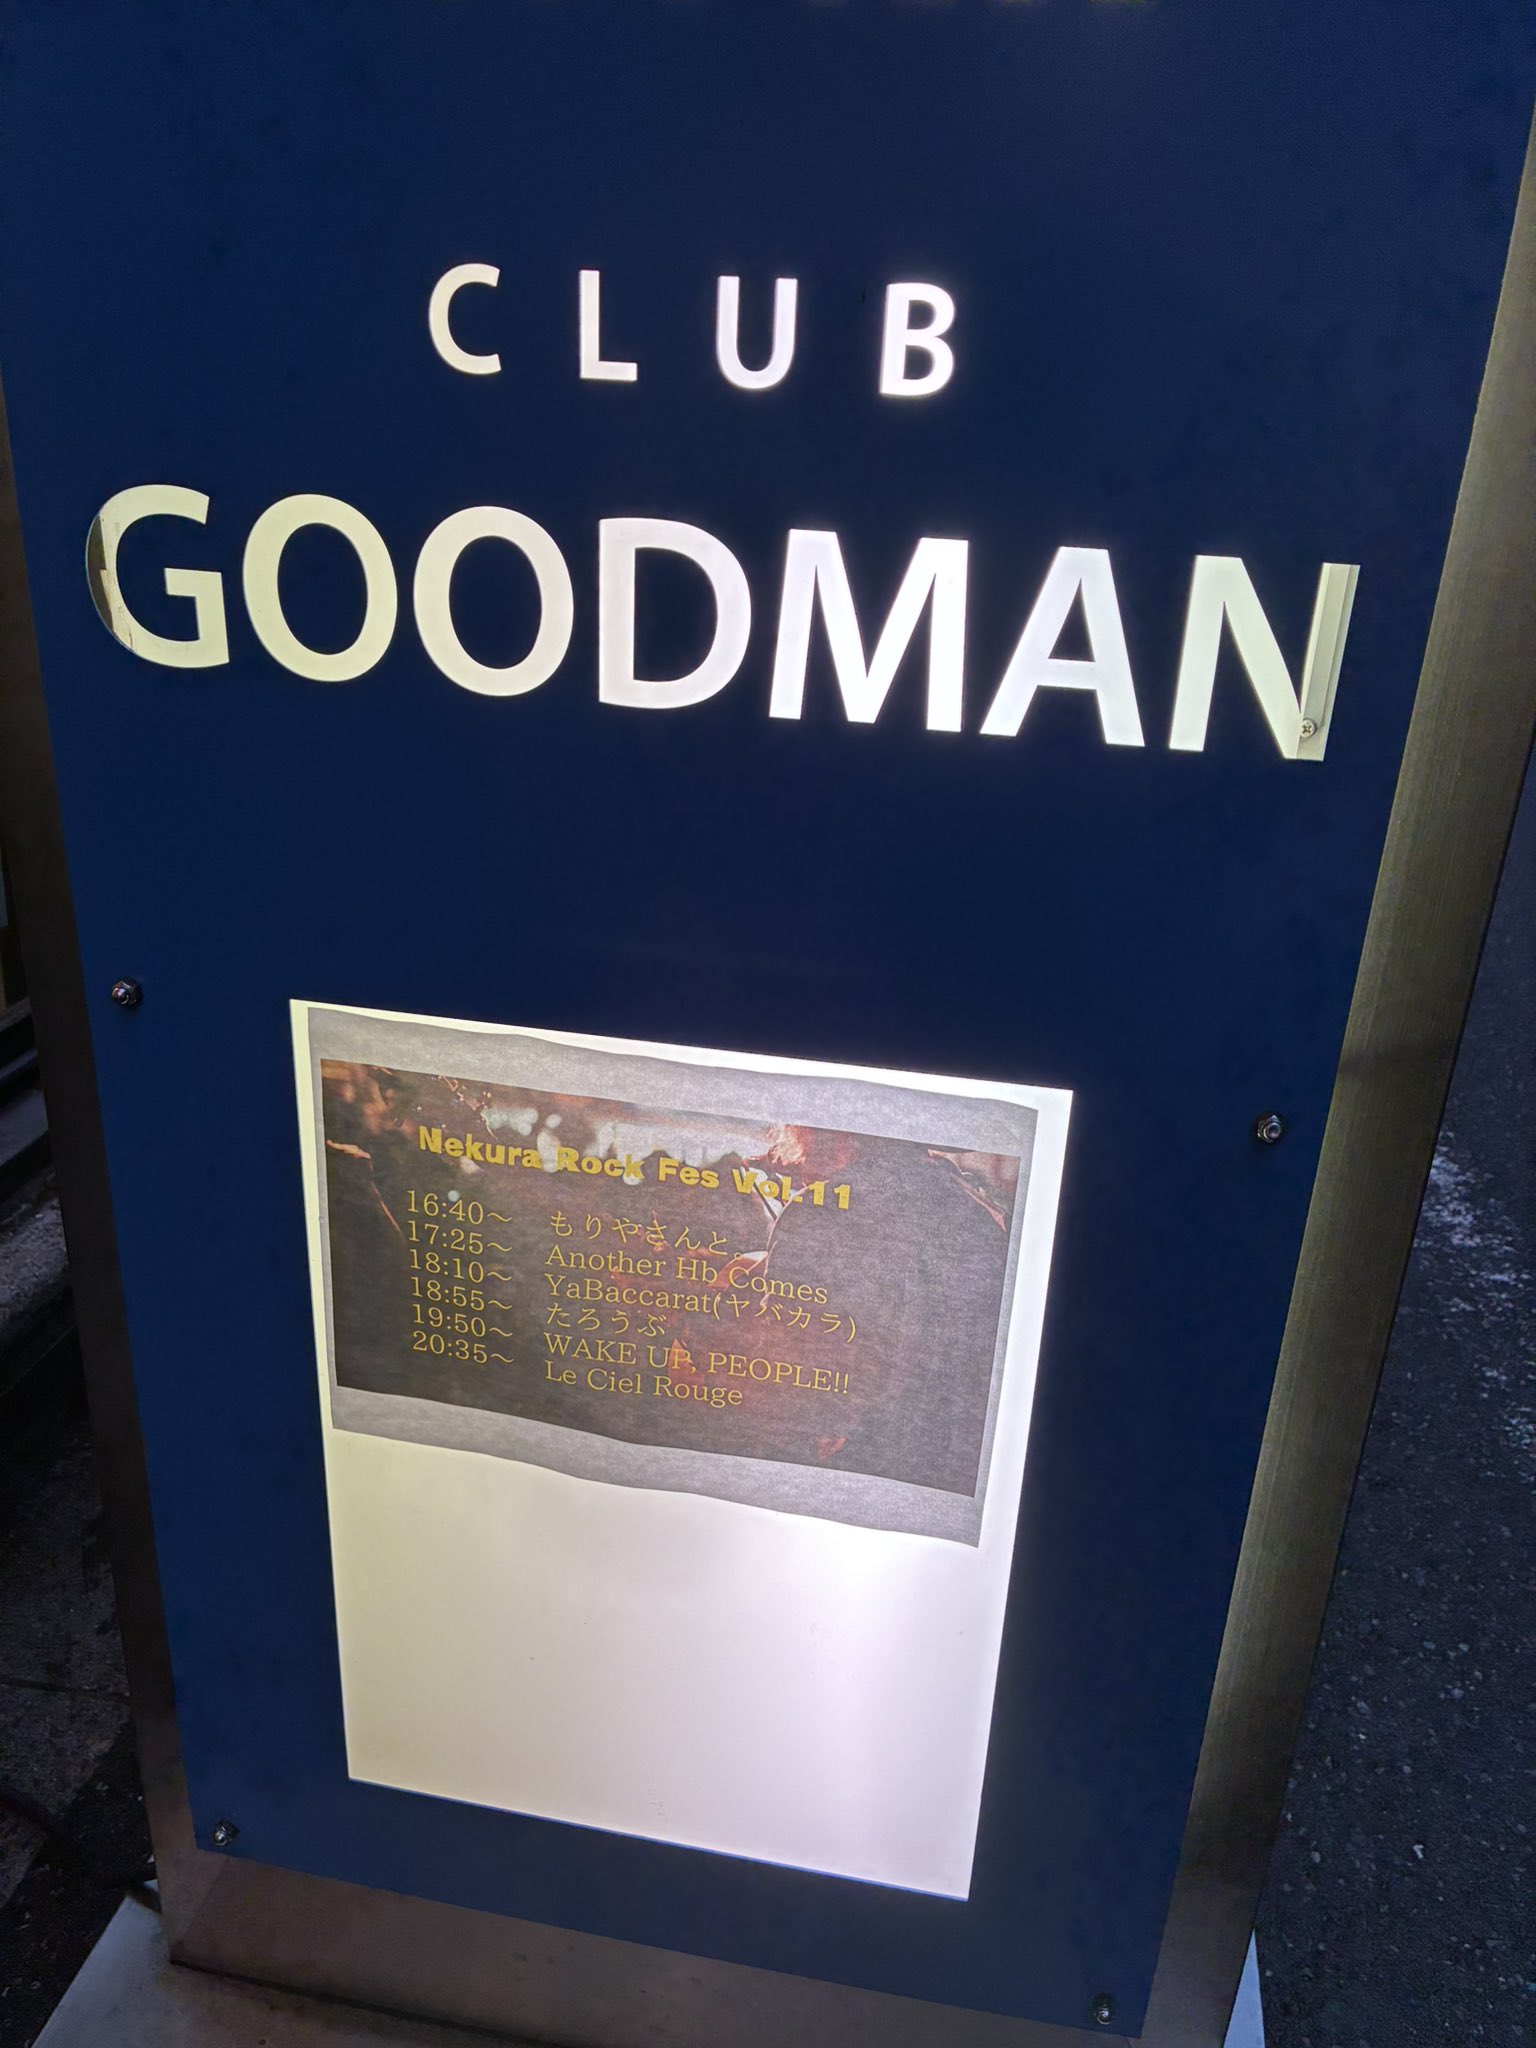 CLUB
GOODMAN
Nekura Rock Fes Vol.11
16:40～ もりやさんと。
17:25～ Another Hb Comes
18:10～ YaBaccarat(ヤバカラ)
18:55～ たろうぶ
19:50～ WAKE UP, PEOPLE!!
20:35～ Le Ciel Rouge